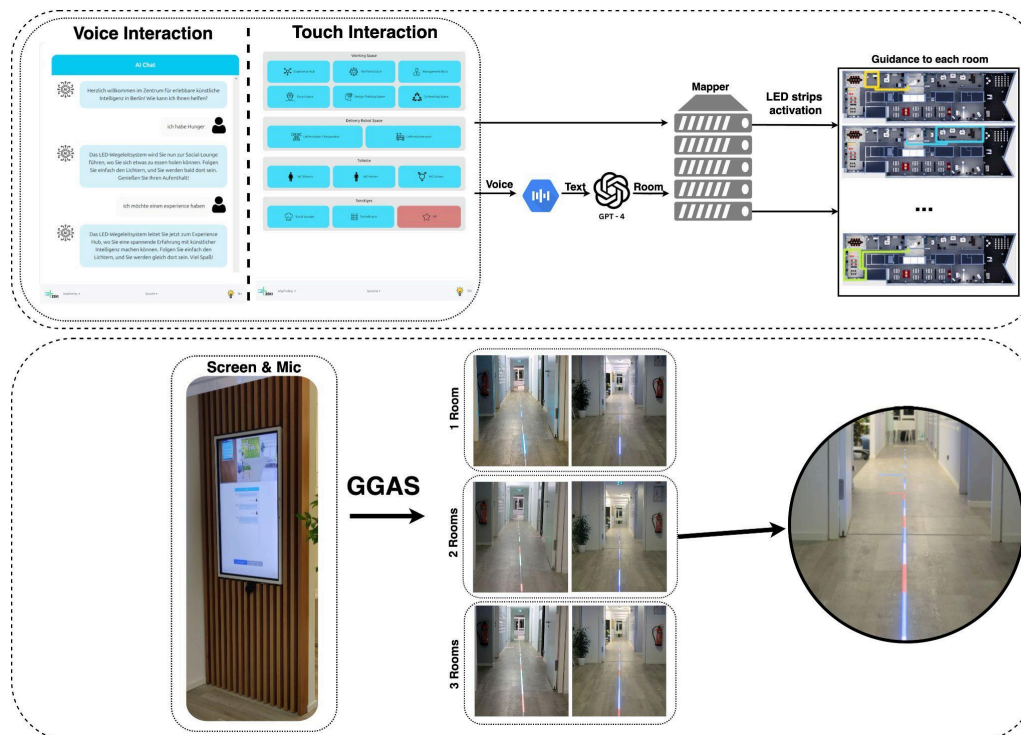 Voice Interaction
Touch Interaction
AI Chat
Herzlich willkommen im Zentrum für erlebbare künstliche
Intelligenz in Berlin! Wie kann ich Ihnen helfen?
ich habe Hunger
Das LED-Wegeleitsystem wird Sie nun zur Social-Lounge
führen, wo Sie sich etwas zu essen holen können. Folgen
Sie einfach den Lichtern, und Sie werden bald dort sein.
Genießen Sie Ihren Aufenthalt!
ich möchte einen experience haben
Das LED-Wegeleitsystem leitet Sie jetzt zum Experience
Hub, wo Sie eine spannende Erfahrung mit künstlicher
Intelligenz machen können. Folgen Sie einfach den
Lichtern, und Sie werden gleich dort sein. Viel Spaß!
Working Space
Experience Hub
Delivery Robot Space
Toilette
Sonstiges
Voice
Text
GPT - 4
Room
Mapper
LED strips
activation
Guidance to each room
...
Screen & Mic
GGAS
1 Room
2 Rooms
3 Rooms